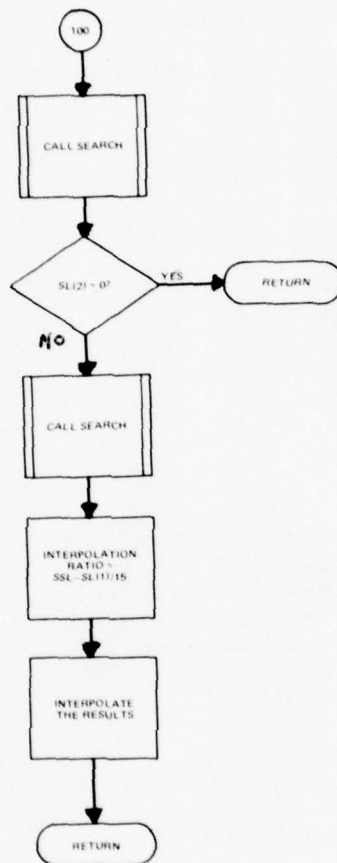 100
CALL SEARCH
SL(2) = 0?
YES
RETURN
NO
CALL SEARCH
INTERPOLATION
RATIO =
SSL-SL(1)/15
INTERPOLATE
THE RESULTS
RETURN